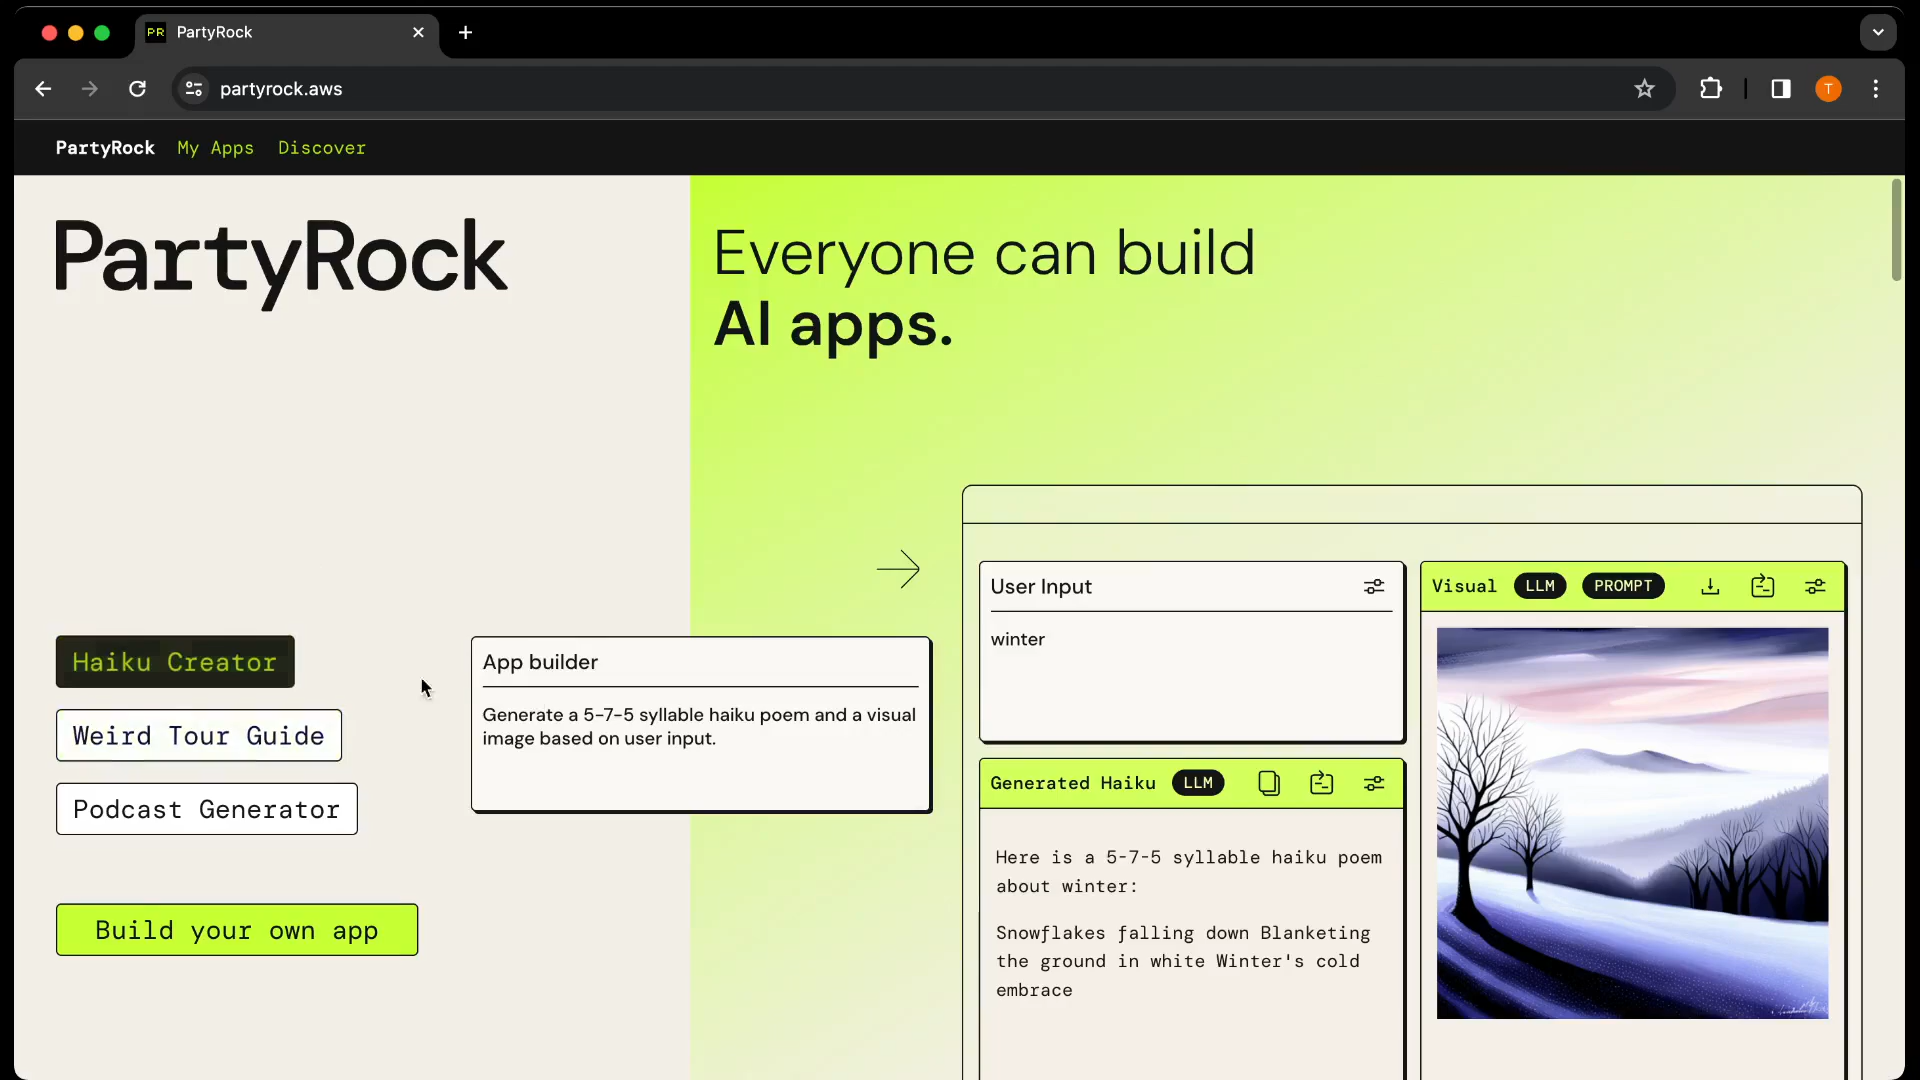 PR PartyRock
partyrock.aws
T
PartyRock My Apps Discover
PartyRock
Everyone can build
AI apps.
Haiku Creator
Weird Tour Guide
Podcast Generator
Build your own app
App builder
Generate a 5-7-5 syllable haiku poem and a visual
image based on user input.
User Input
winter
Generated Haiku LLM
Here is a 5-7-5 syllable haiku poem
about winter:
Snowflakes falling down Blanketing
the ground in white Winter's cold
embrace
Visual LLM PROMPT